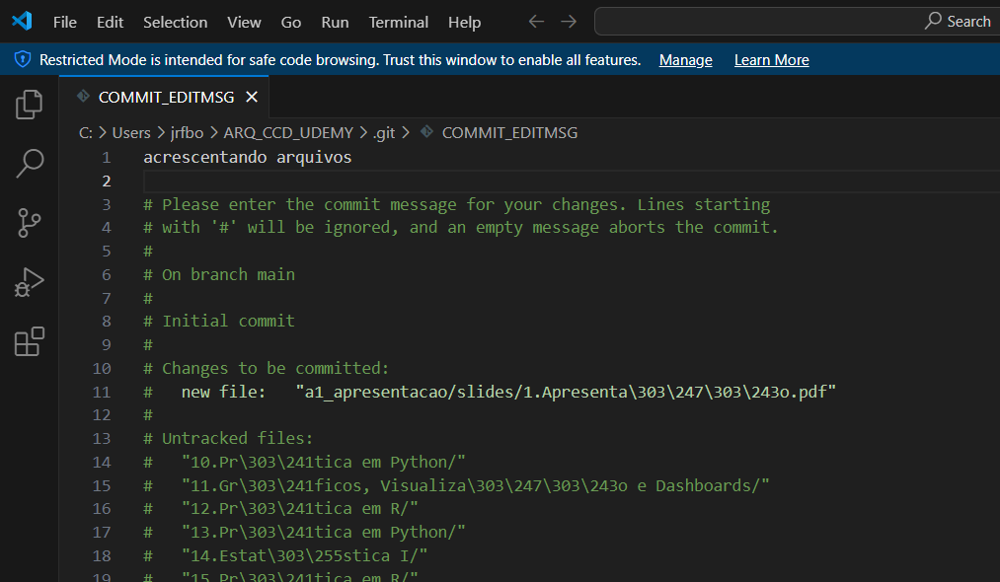 File Edit Selection View Go Run Terminal Help Search
Restricted Mode is intended for safe code browsing. Trust this window to enable all features. Manage Learn More
COMMIT_EDITMSG
C: > Users > jrfbo > ARQ_CCD_UDEMY > .git > COMMIT_EDITMSG
1 acrescentando arquivos
2
3 # Please enter the commit message for your changes. Lines starting
4 # with '#' will be ignored, and an empty message aborts the commit.
5 #
6 # On branch main
7 #
8 # Initial commit
9 #
10 # Changes to be committed:
11 #   new file:   "a1_apresentacao/slides/1.Apresenta\303\247\303\243o.pdf"
12 #
13 # Untracked files:
14 #   "10.Pr\303\241tica em Python/"
15 #   "11.Gr\303\241ficos, Visualiza\303\247\303\243o e Dashboards/"
16 #   "12.Pr\303\241tica em R/"
17 #   "13.Pr\303\241tica em Python/"
18 #   "14.Estat\303\255stica I/"
19 #   "15.Pr\303\241tica em R/"